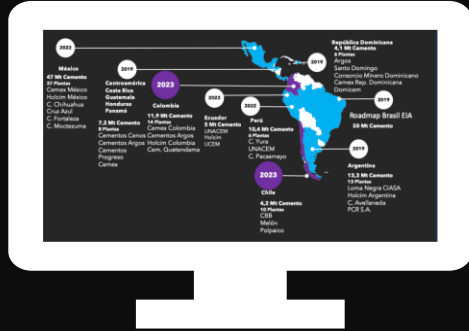 2022
México
47 Mt Cemento
37 Plantas
Cemex México
Holcim México
Cruz Azul
C. Chihuahua
C. Fortaleza
C. Moctezuma
2019
Centroamérica
Costa Rica
Guatemala
Honduras
Panamá
7,2 Mt Cemento
8 Plantas
Cementos Cenos
Cementos Argos
Cementos
Progreso
Cemex
2023
Colombia
11,9 Mt Cemento
14 Plantas
Cemex Colombia
Cementos Argos
Holcim Colombia
Cem. Quetendama
2023
Ecuador
5 Mt Cemento
UNACEM
Holcim
UCEM
2022
Perú
10,4 Mt Cemento
6 Plantas
C. Yura
UNACEM
C. Pacasmayo
2023
Chile
4,2 Mt Cemento
10 Plantas
CBB
Melón
Polpaico
2019
República Dominicana
4,1 Mt Cemento
6 Plantas
Argos
Santo Domingo
Consorcio Minero Dominicano
Cemex Rep. Dominicana
Domicem
2019
Roadmap Brasil EIA
50 Mt Cemento
2019
Argentina
13,3 Mt Cemento
13 Plantas
Loma Negra CIASA
Holcim Argentina
C. Avellaneda
PCR S.A.